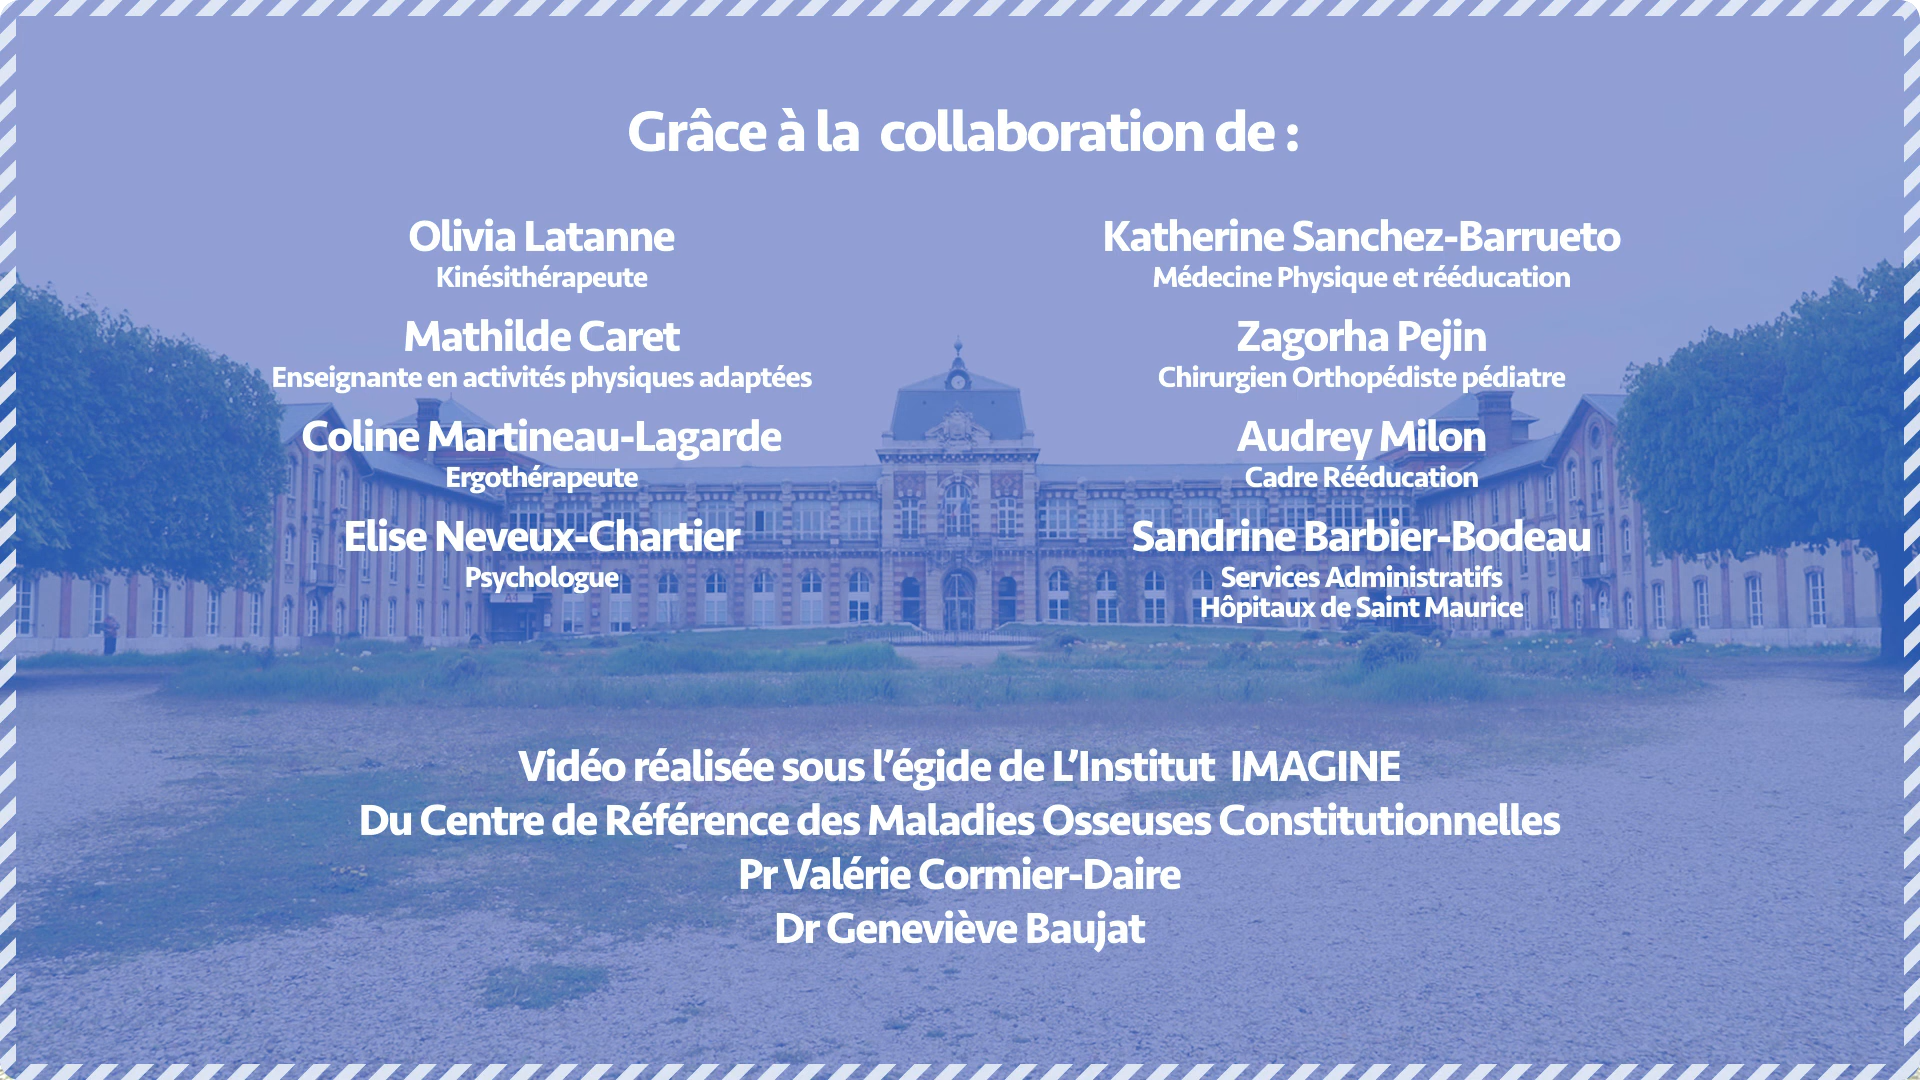 Grâce à la collaboration de :
Olivia Latanne
Kinésithérapeute
Mathilde Caret
Enseignante en activités physiques adaptées
Coline Martineau-Lagarde
Ergothérapeute
Elise Neveux-Chartier
Psychologue
Katherine Sanchez-Barrueto
Médecine Physique et rééducation
Zagorha Pejin
Chirurgien Orthopédiste pédiatre
Audrey Milon
Cadre Rééducation
Sandrine Barbier-Bodeau
Services Administratifs
Hôpitaux de Saint Maurice
A4
Vidéo réalisée sous l’égide de L’Institut IMAGINE
Du Centre de Référence des Maladies Osseuses Constitutionnelles
Pr Valérie Cormier-Daire
Dr Geneviève Baujat